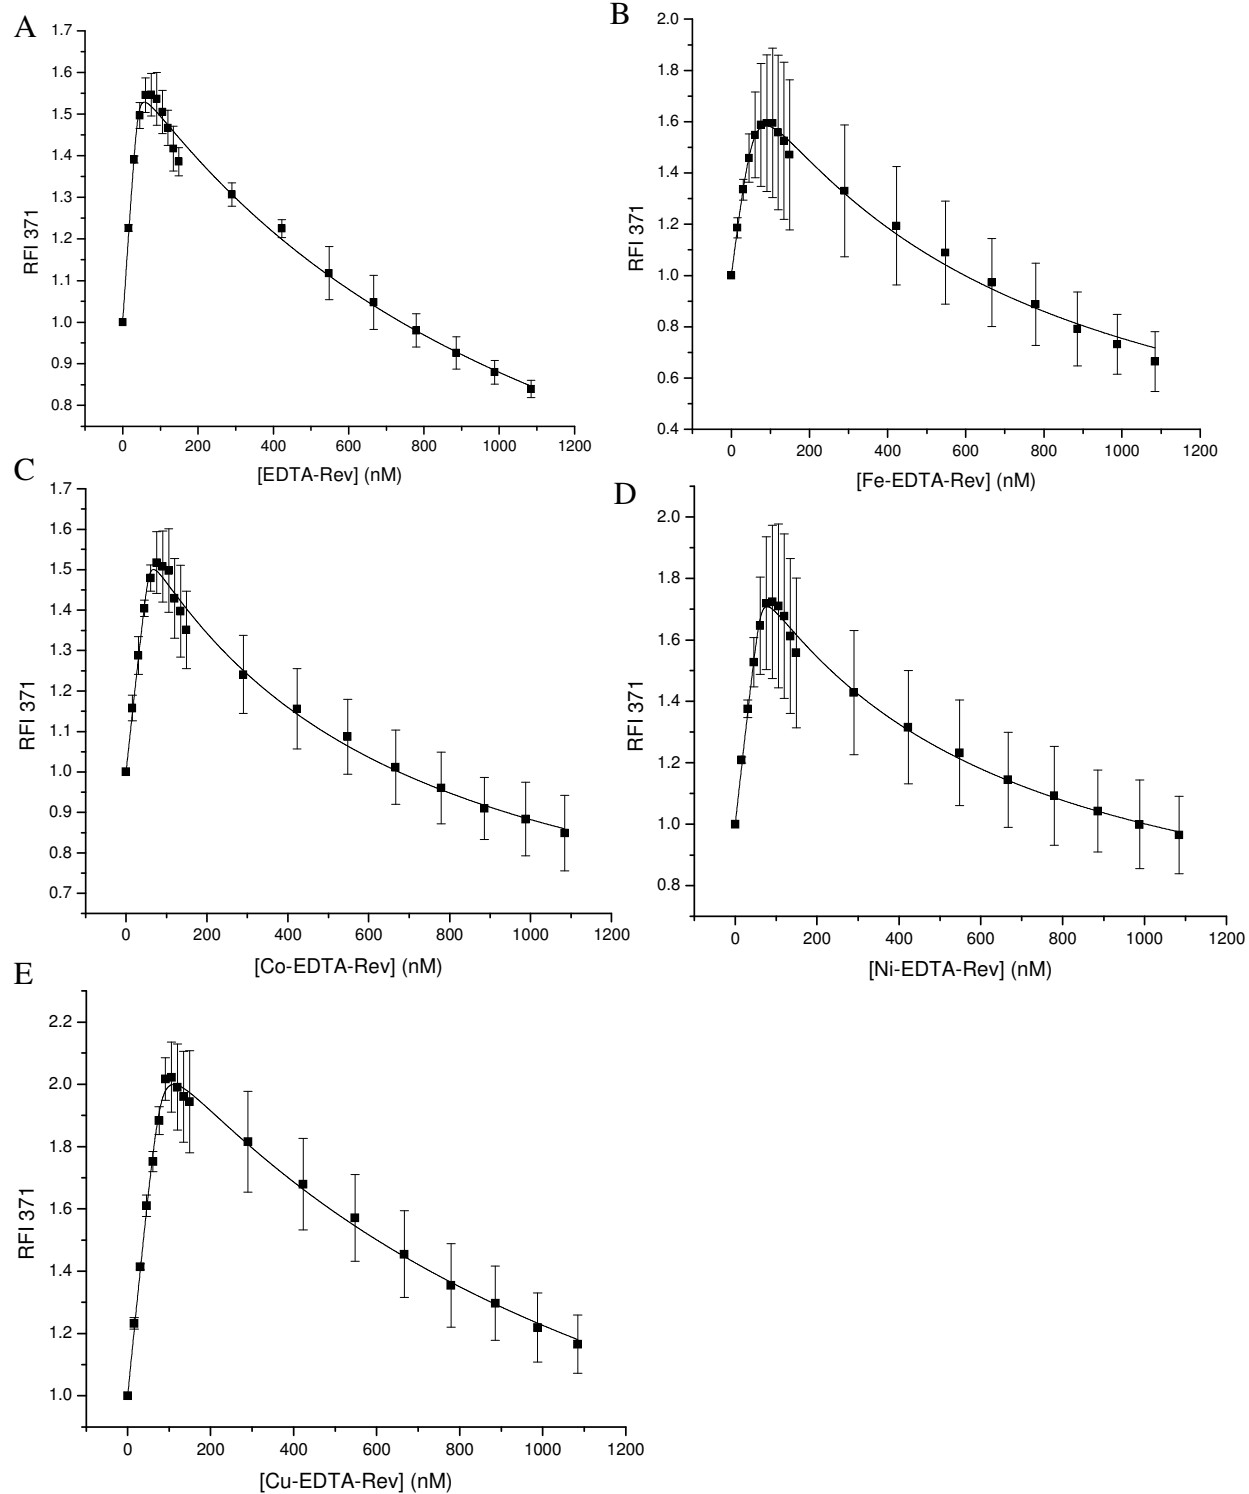 A
1.7
1.6
1.5
1.4
1.3
1.2
1.1
1.0
0.9
0.8
RFI 371
0 200 400 600 800 1000 1200
[EDTA-Rev] (nM)
B
2.0
1.8
1.6
1.4
1.2
1.0
0.8
0.6
0.4
RFI 371
0 200 400 600 800 1000 1200
[Fe-EDTA-Rev] (nM)
C
1.7
1.6
1.5
1.4
1.3
1.2
1.1
1.0
0.9
0.8
0.7
RFI 371
0 200 400 600 800 1000 1200
[Co-EDTA-Rev] (nM)
D
2.0
1.8
1.6
1.4
1.2
1.0
0.8
RFI 371
0 200 400 600 800 1000 1200
[Ni-EDTA-Rev] (nM)
E
2.2
2.0
1.8
1.6
1.4
1.2
1.0
RFI 371
0 200 400 600 800 1000 1200
[Cu-EDTA-Rev] (nM)